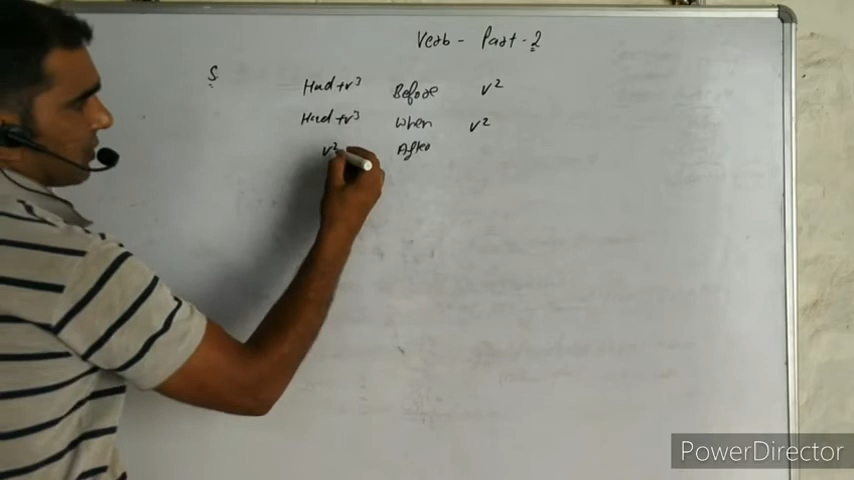 Verb - Part - 2
S Had+v³ Before v²
Had+v³ when v²
v² After
PowerDirector